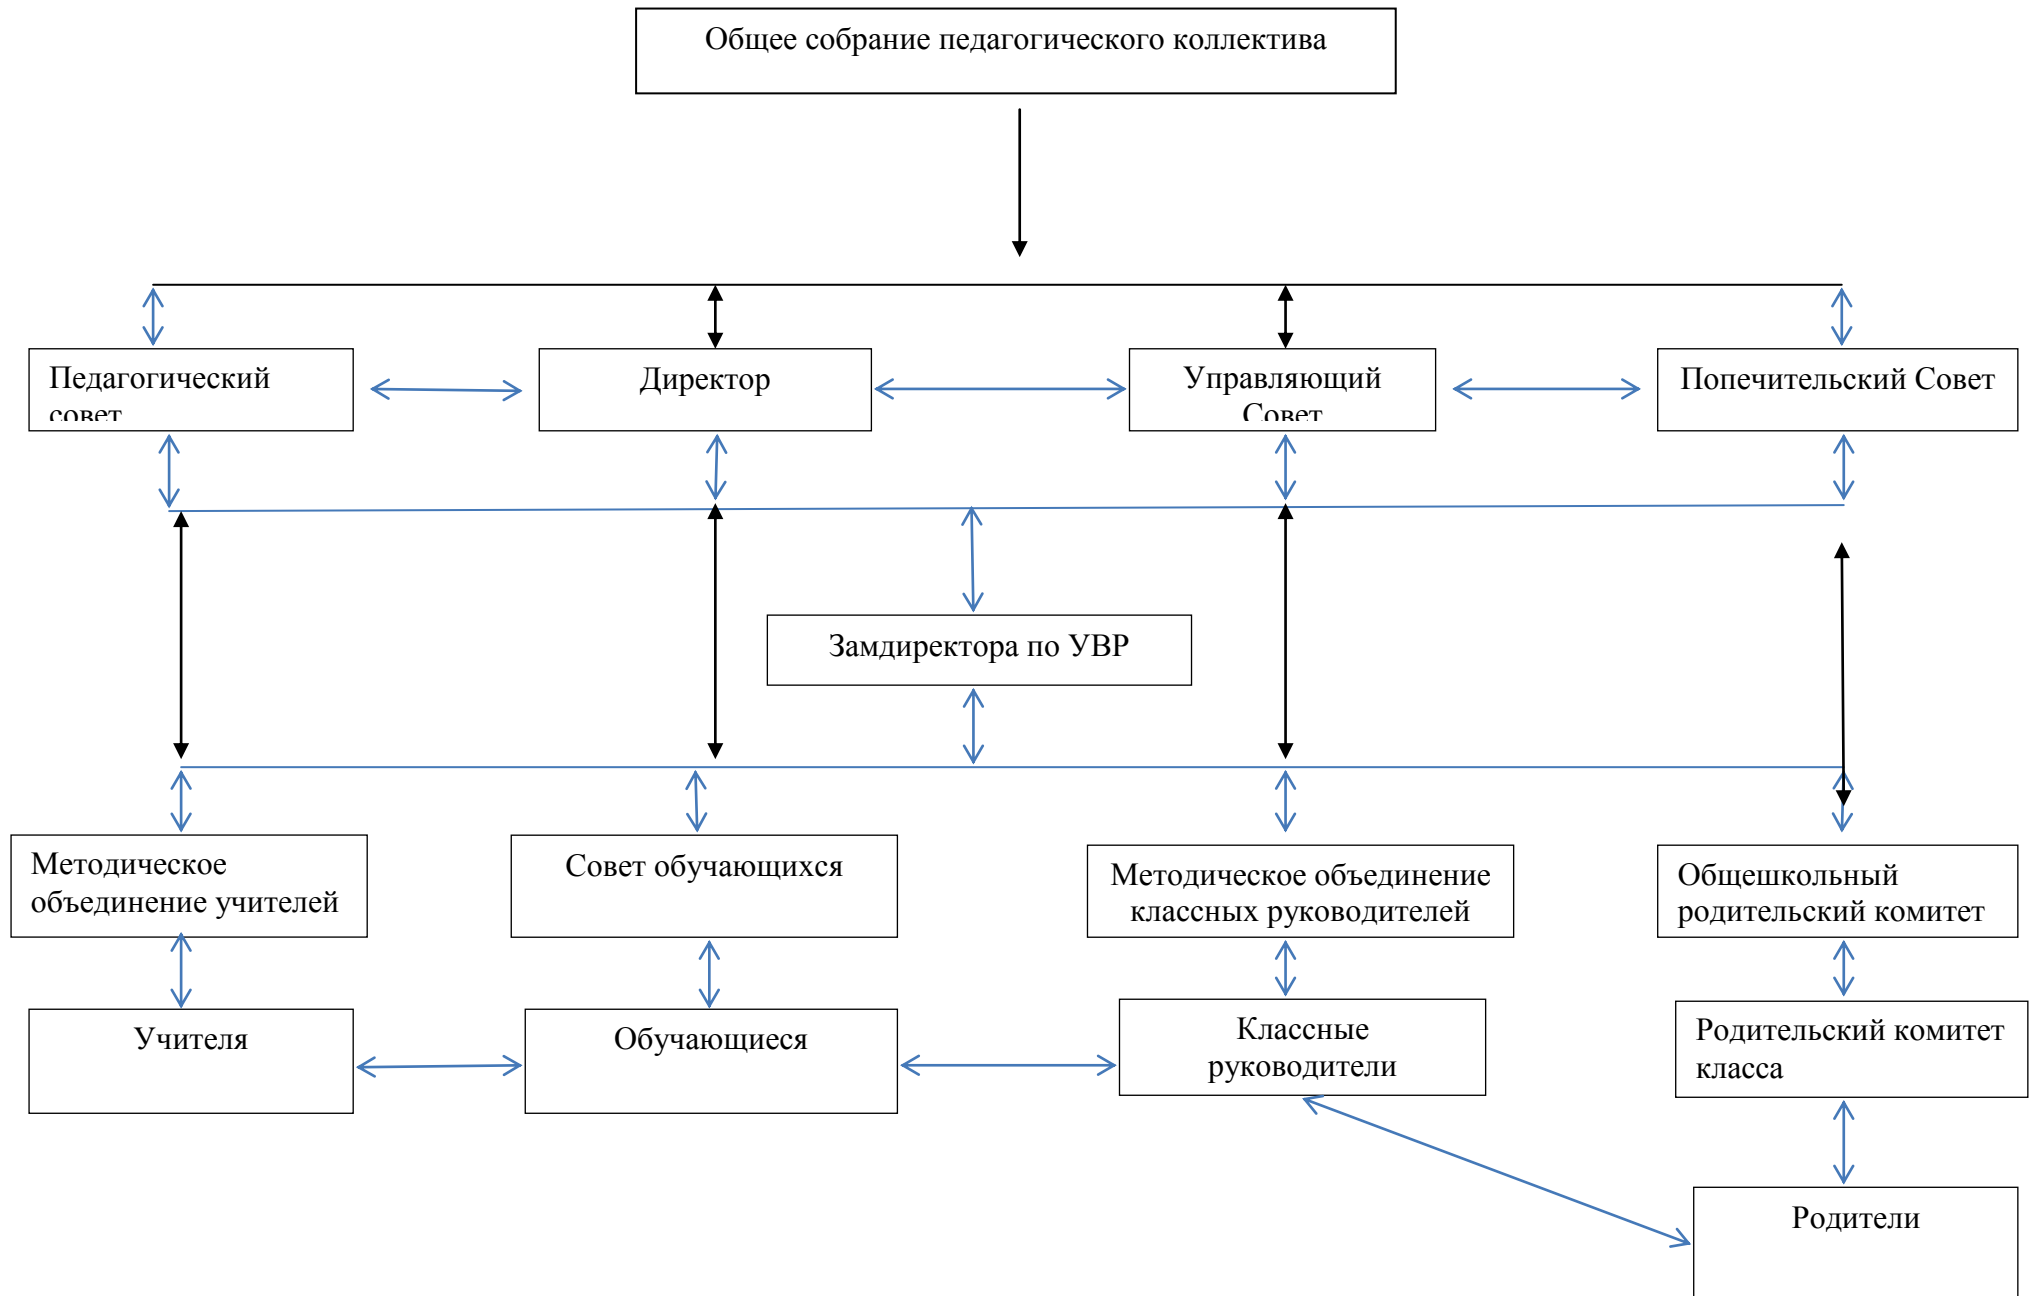 Общее собрание педагогического коллектива
Педагогический
совет
Директор
Управляющий
Совет
Попечительский Совет
Замдиректора по УВР
Методическое
объединение учителей
Совет обучающихся
Методическое объединение
классных руководителей
Общешкольный
родительский комитет
Учителя
Обучающиеся
Классные
руководители
Родительский комитет
класса
Родители